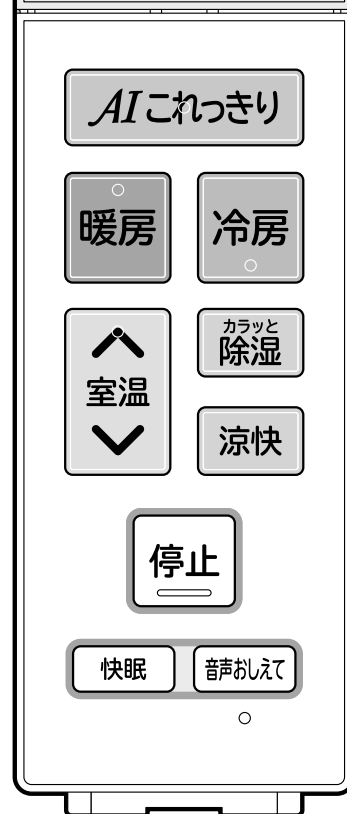 AIこれっきり
暖房
冷房
室温
カラッと
除湿
涼快
停止
快眠
音声おしえて